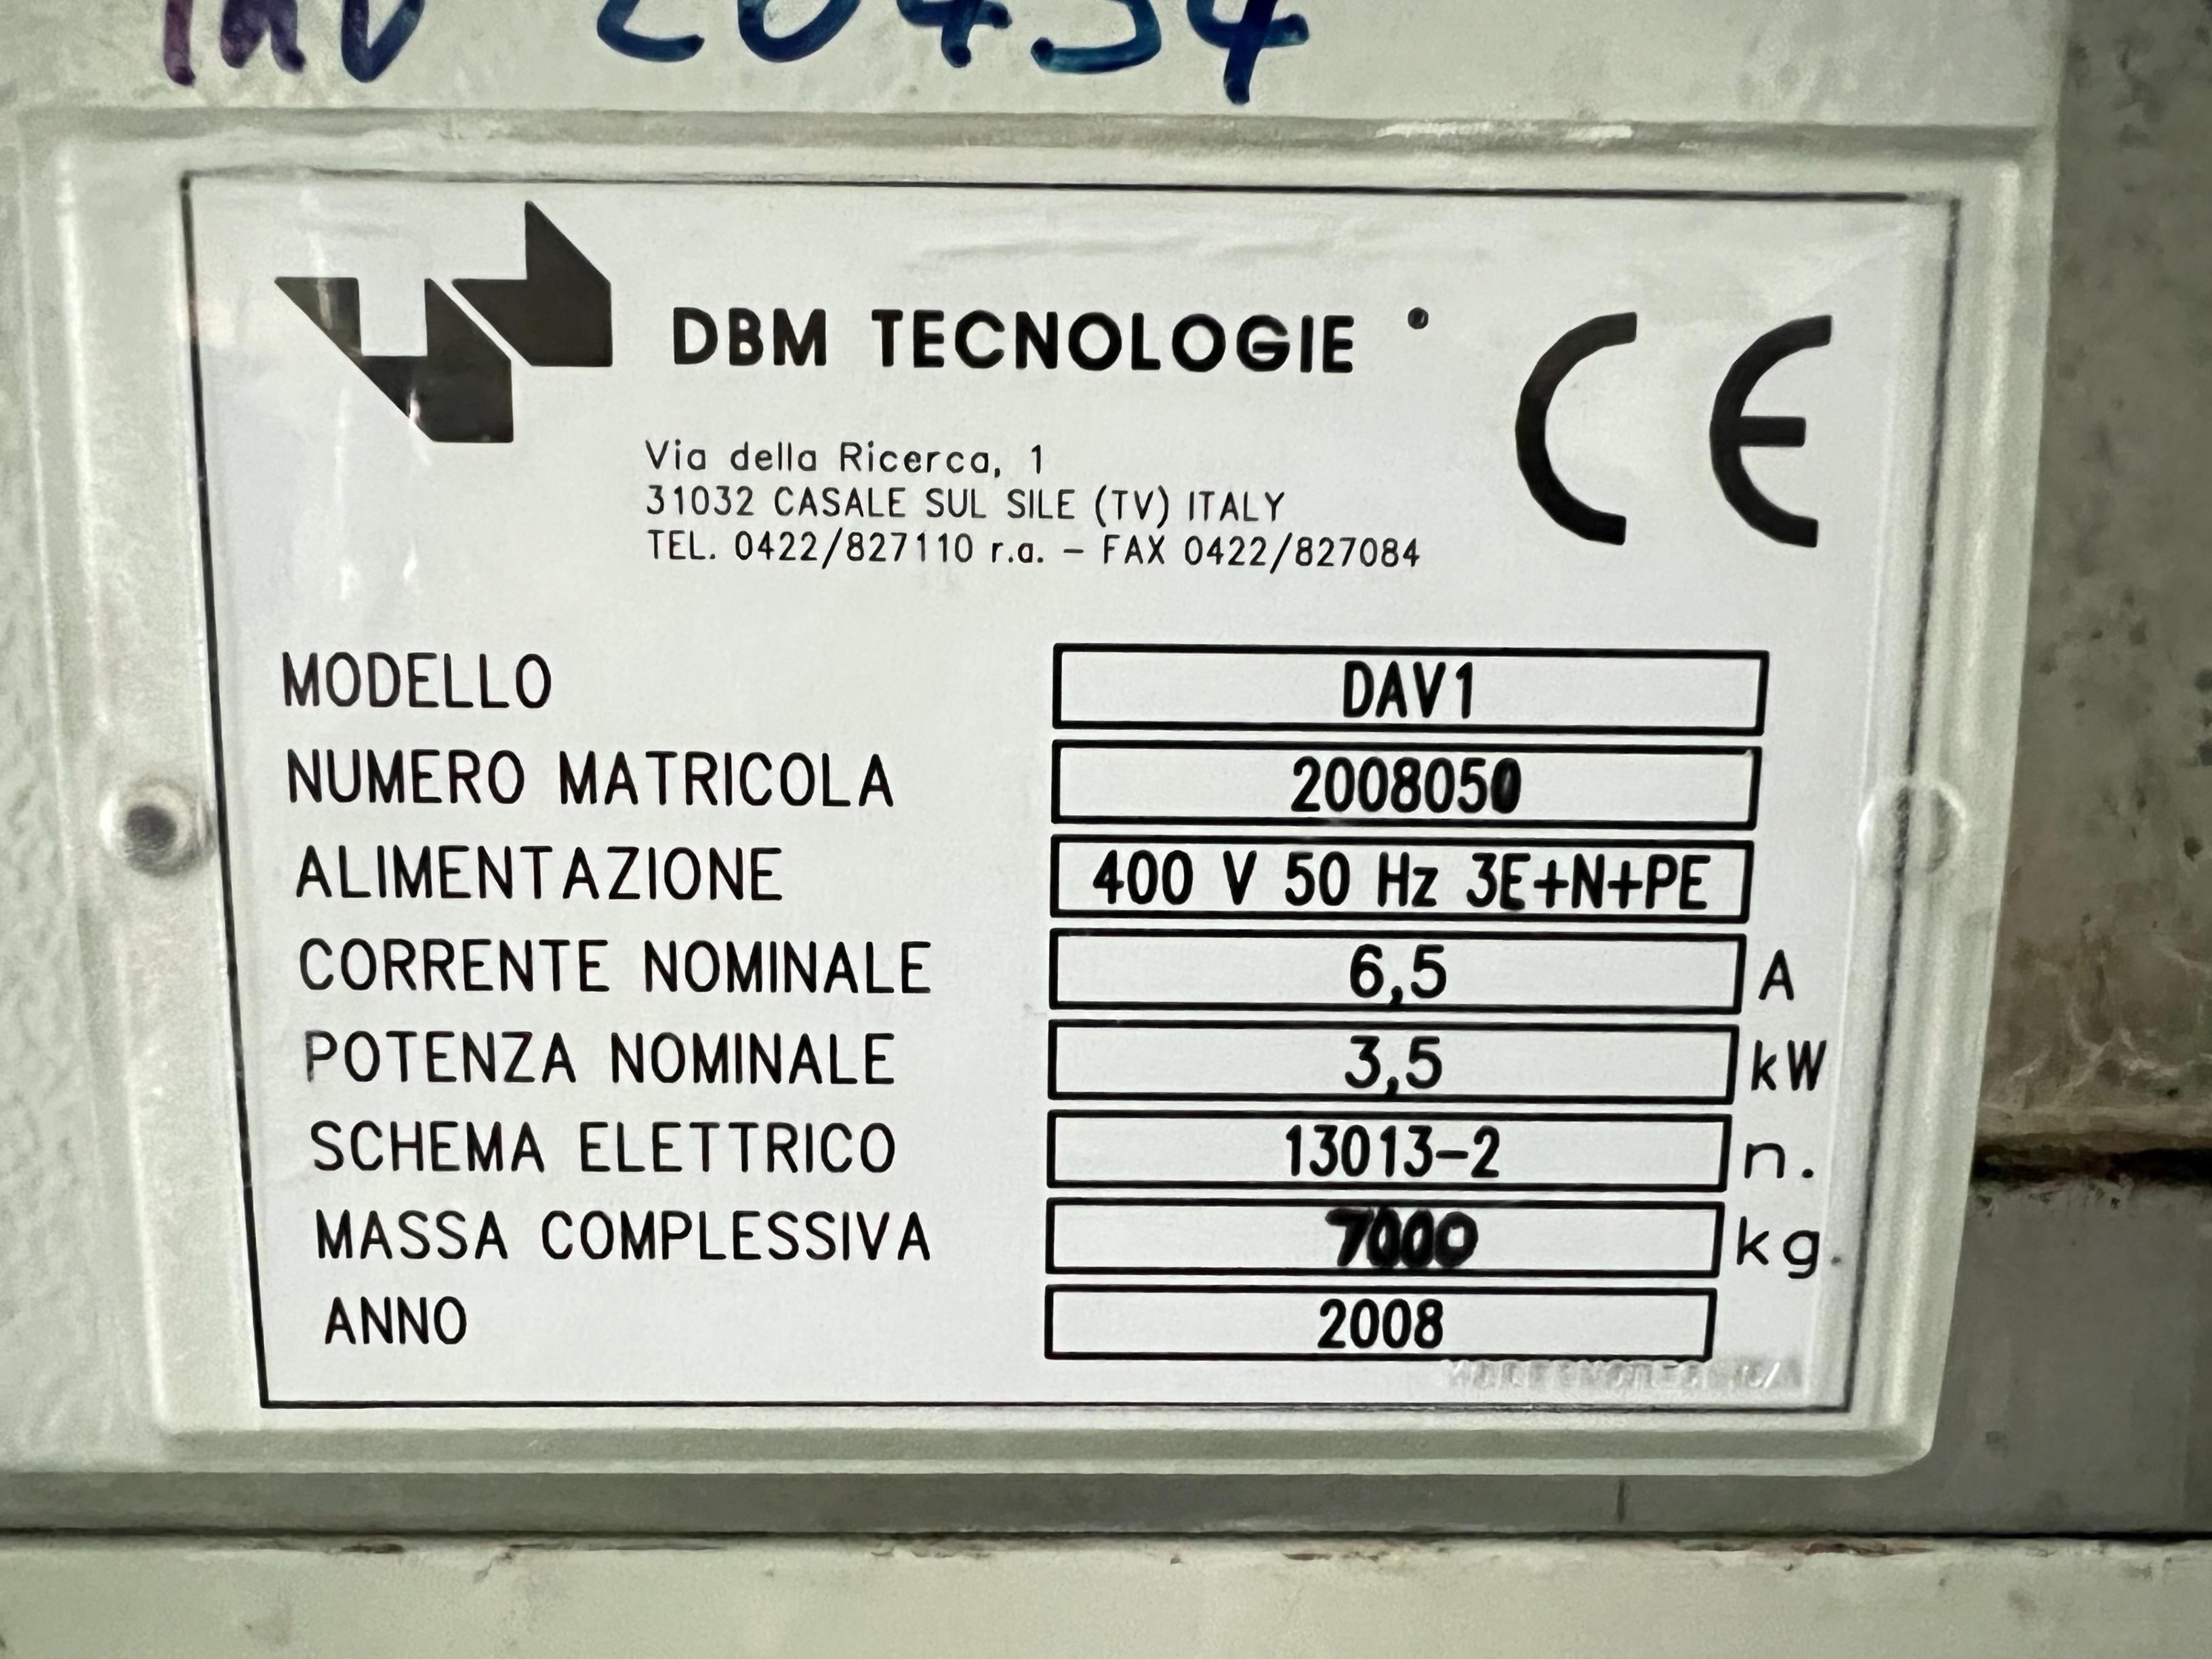 DBM TECNOLOGIE
CE
Via della Ricerca, 1
31032 CASALE SUL SILE (TV) ITALY
TEL. 0422/827110 r.a. – FAX 0422/827084
MODELLO DAV1
NUMERO MATRICOLA 2008050
ALIMENTAZIONE 400 V 50 Hz 3E+N+PE
CORRENTE NOMINALE 6,5 A
POTENZA NOMINALE 3,5 kW
SCHEMA ELETTRICO 13013-2 n.
MASSA COMPLESSIVA 7000 kg.
ANNO 2008